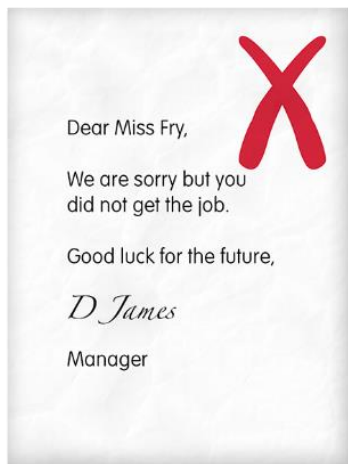 Dear Miss Fry,
We are sorry but you
did not get the job.
Good luck for the future,
D James
Manager